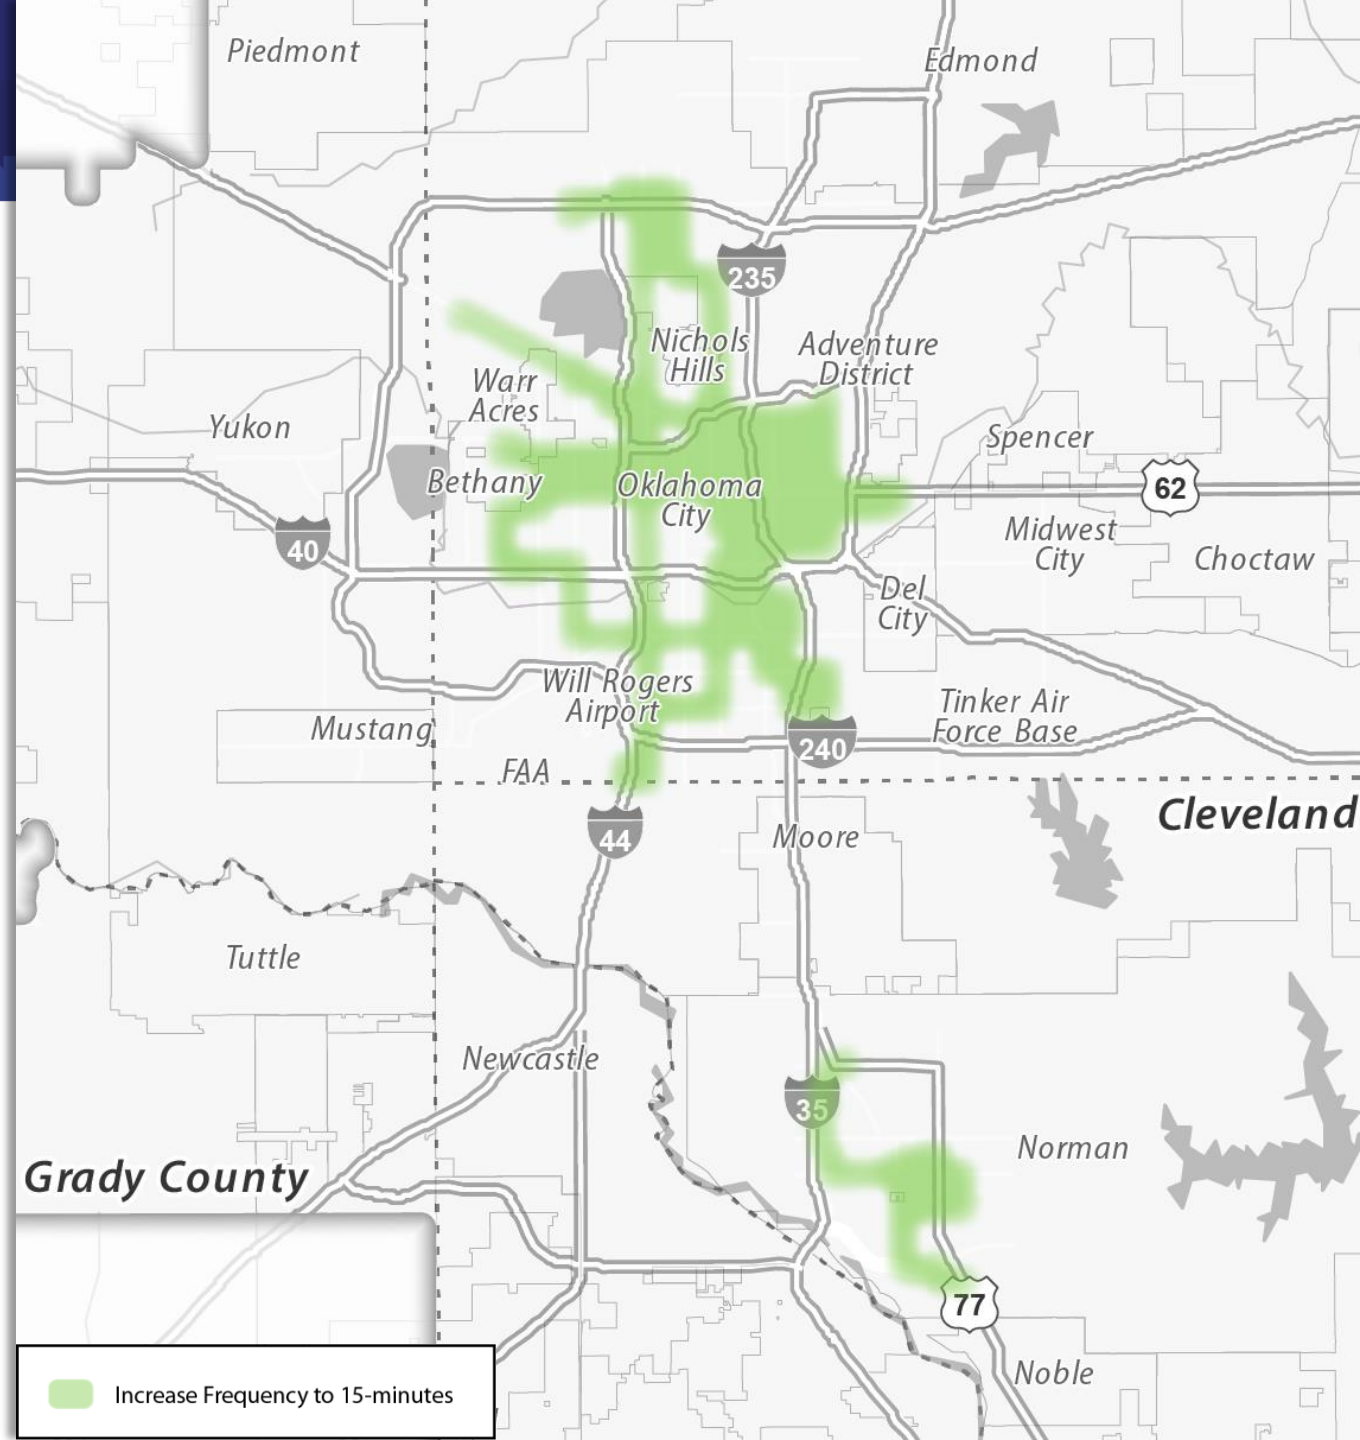 Piedmont
Edmond
235
Nichols
Hills
Adventure
District
Warr
Acres
Yukon
Spencer
Bethany
Oklahoma
City
62
40
Midwest
City
Choctaw
Del
City
Will Rogers
Airport
Tinker Air
Force Base
Mustang
240
FAA
Cleveland
44
Moore
Tuttle
Newcastle
35
Norman
Grady County
77
Noble
Increase Frequency to 15-minutes